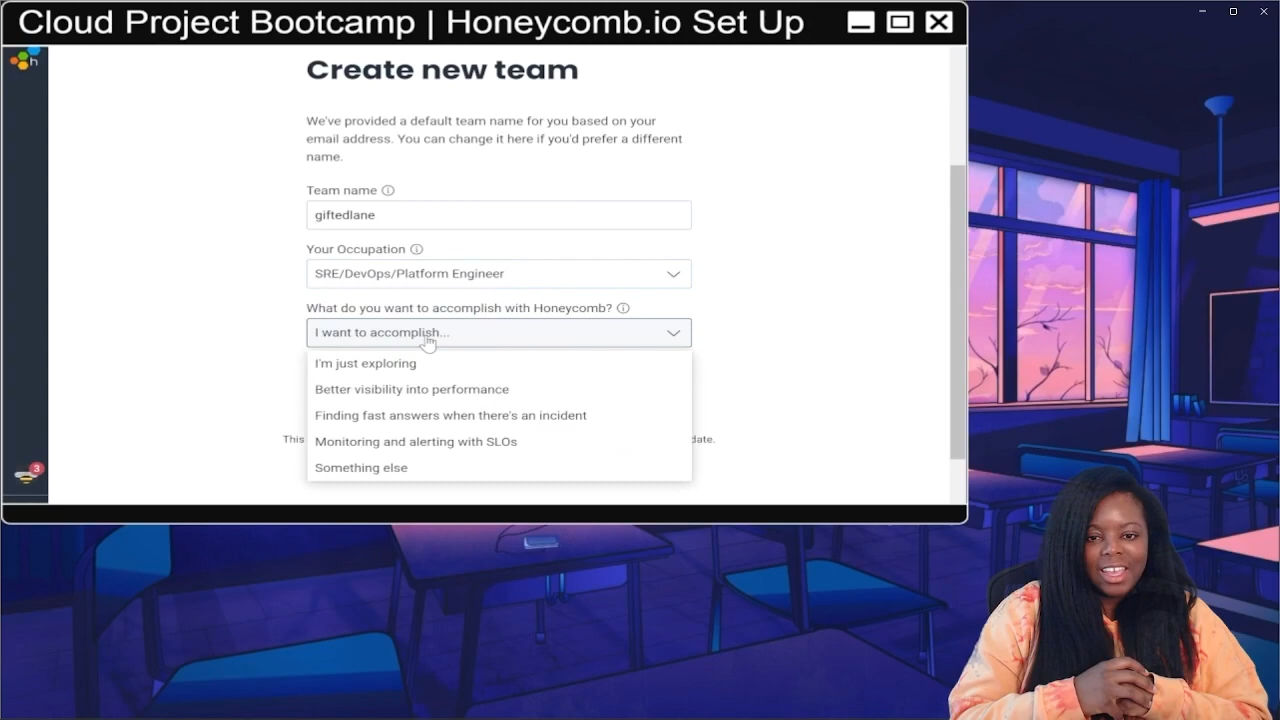 Cloud Project Bootcamp | Honeycomb.io Set Up
h
Create new team
We've provided a default team name for you based on your
email address. You can change it here if you'd prefer a different
name.
Team name
giftedlane
Your Occupation
SRE/DevOps/Platform Engineer
What do you want to accomplish with Honeycomb?
I want to accomplish...
I'm just exploring
Better visibility into performance
Finding fast answers when there's an incident
This
date.
Monitoring and alerting with SLOs
Something else
3